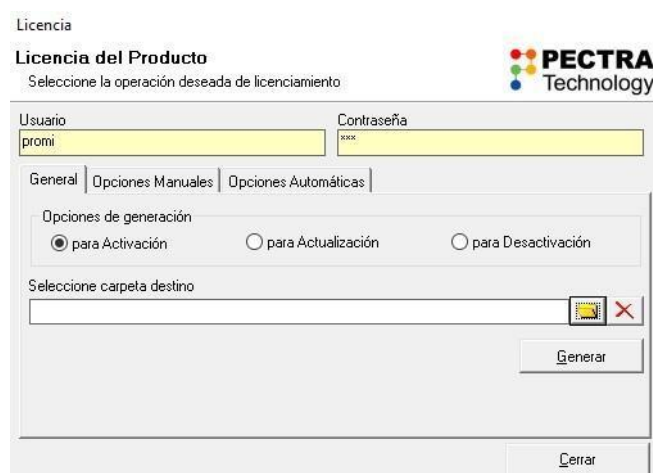 Licencia
Licencia del Producto
Seleccione la operación deseada de licenciamiento
PECTRA
Technology
Usuario
Contraseña
promi
***
General
Opciones Manuales
Opciones Automáticas
Opciones de generación
para Activación
para Actualización
para Desactivación
Seleccione carpeta destino
Generar
Cerrar